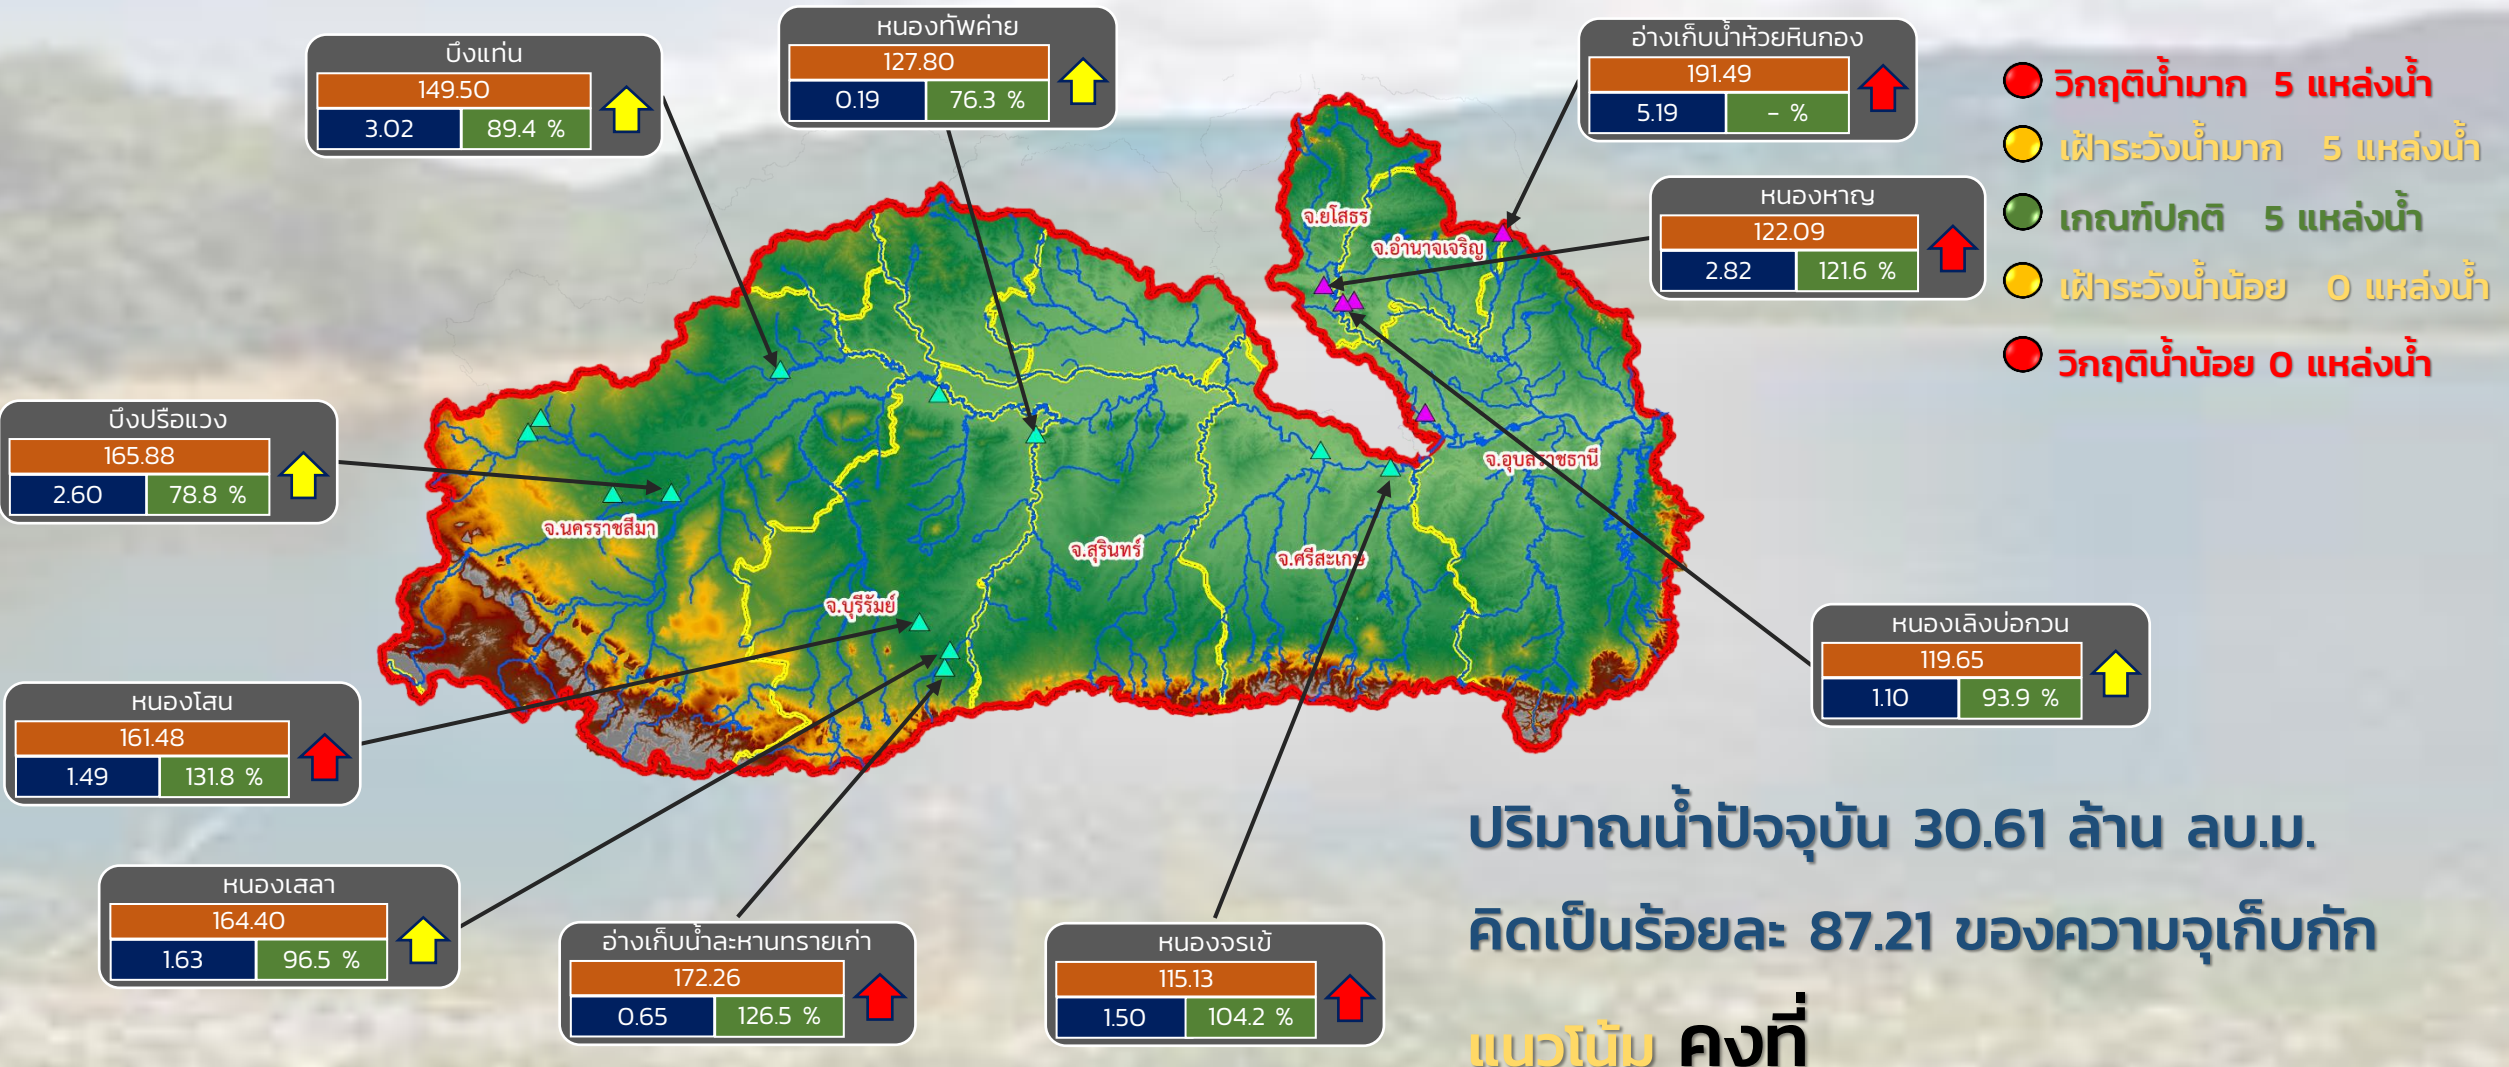 บึงแท่น
149.50
3.02 89.4 %
หนองทัพค่าย
127.80
0.19 76.3 %
อ่างเก็บน้ำห้วยหินกอง
191.49
5.19 - %
หนองหาญ
122.09
2.82 121.6 %
วิกฤติน้ำมาก 5 แหล่งน้ำ
เฝ้าระวังน้ำมาก 5 แหล่งน้ำ
เกณฑ์ปกติ 5 แหล่งน้ำ
เฝ้าระวังน้ำน้อย 0 แหล่งน้ำ
วิกฤติน้ำน้อย 0 แหล่งน้ำ
จ.ยโสธร
จ.อำนาจเจริญ
บึงปรือแวง
165.88
2.60 78.8 %
จ.นครราชสีมา
จ.สุรินทร์
จ.ศรีสะเกษ
จ.อุบลราชธานี
จ.บุรีรัมย์
หนองโสน
161.48
1.49 131.8 %
หนองเลิงบ่อกวน
119.65
1.10 93.9 %
หนองเสลา
164.40
1.63 96.5 %
อ่างเก็บน้ำละหานทรายเก่า
172.26
0.65 126.5 %
หนองจรเข้
115.13
1.50 104.2 %
ปริมาณน้ำปัจจุบัน 30.61 ล้าน ลบ.ม.
คิดเป็นร้อยละ 87.21 ของความจุเก็บกัก
แนวโน้ม คงที่